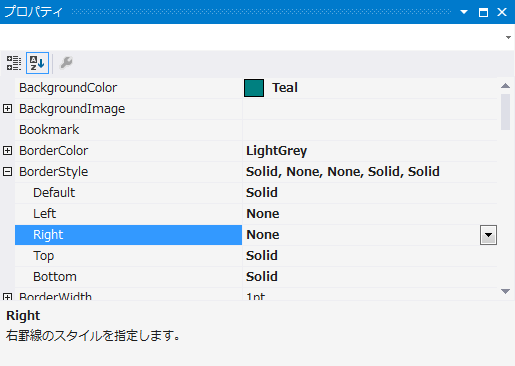 プロパティ
BackgroundColor Teal
BackgroundImage
Bookmark
BorderColor LightGrey
BorderStyle Solid, None, None, Solid, Solid
Default Solid
Left None
Right None
Top Solid
Bottom Solid
BorderWidth 1pt
Right
右罫線のスタイルを指定します。